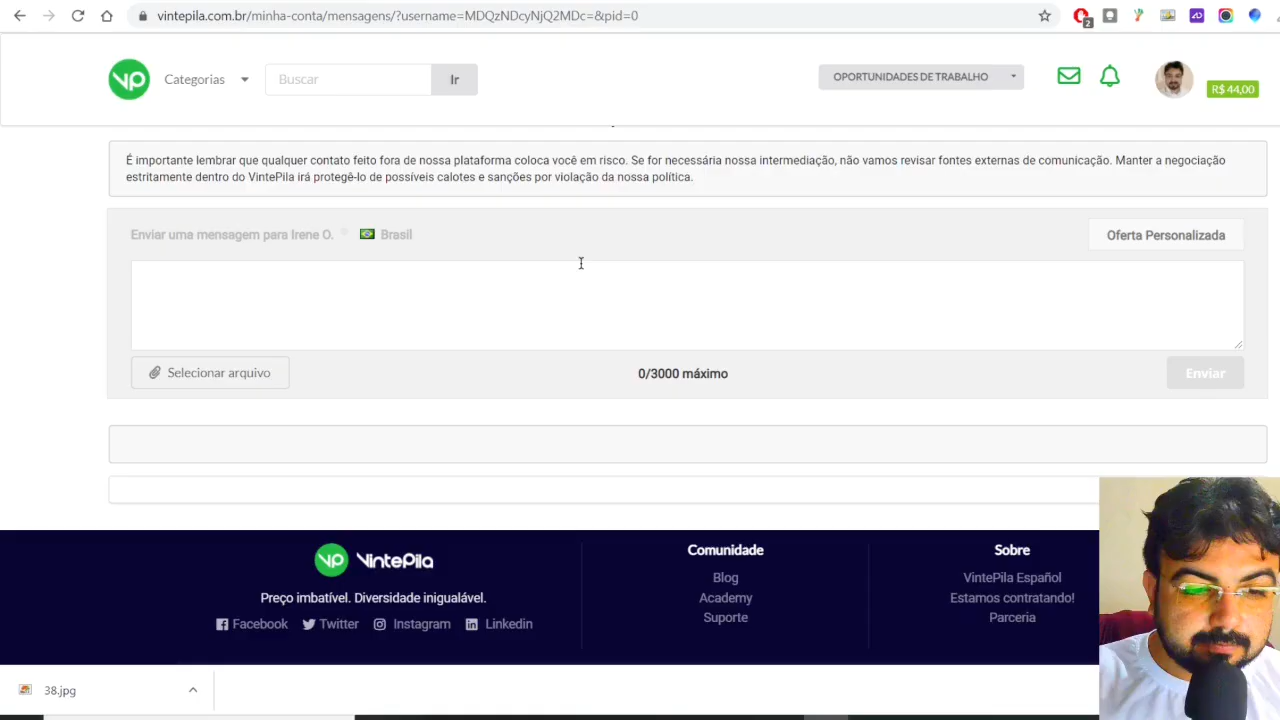 vintepila.com.br/minha-conta/mensagens/?username=MDQzNDcyNjQ2MDc=&pid=0
2
VP
Categorias
Buscar
Ir
OPORTUNIDADES DE TRABALHO
R$ 44,00
É importante lembrar que qualquer contato feito fora de nossa plataforma coloca você em risco. Se for necessária nossa intermediação, não vamos revisar fontes externas de comunicação. Manter a negociação
estritamente dentro do VintePila irá protegê-lo de possíveis calotes e sanções por violação da nossa política.
Enviar uma mensagem para Irene O.
Brasil
Oferta Personalizada
Selecionar arquivo
0/3000 máximo
Enviar
VP VintePila
Preço imbatível. Diversidade inigualável.
Facebook Twitter Instagram Linkedin
Comunidade
Blog
Academy
Suporte
Sobre
VintePila Español
Estamos contratando!
Parceria
38.jpg